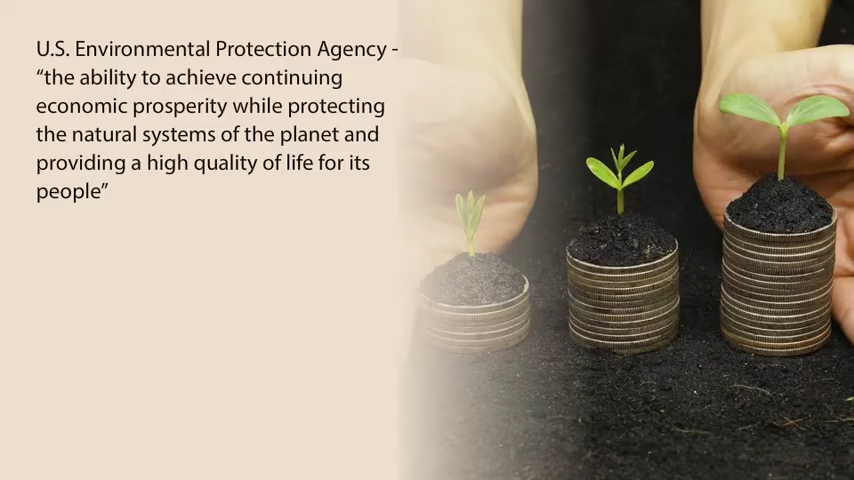 U.S. Environmental Protection Agency -
“the ability to achieve continuing
economic prosperity while protecting
the natural systems of the planet and
providing a high quality of life for its
people”